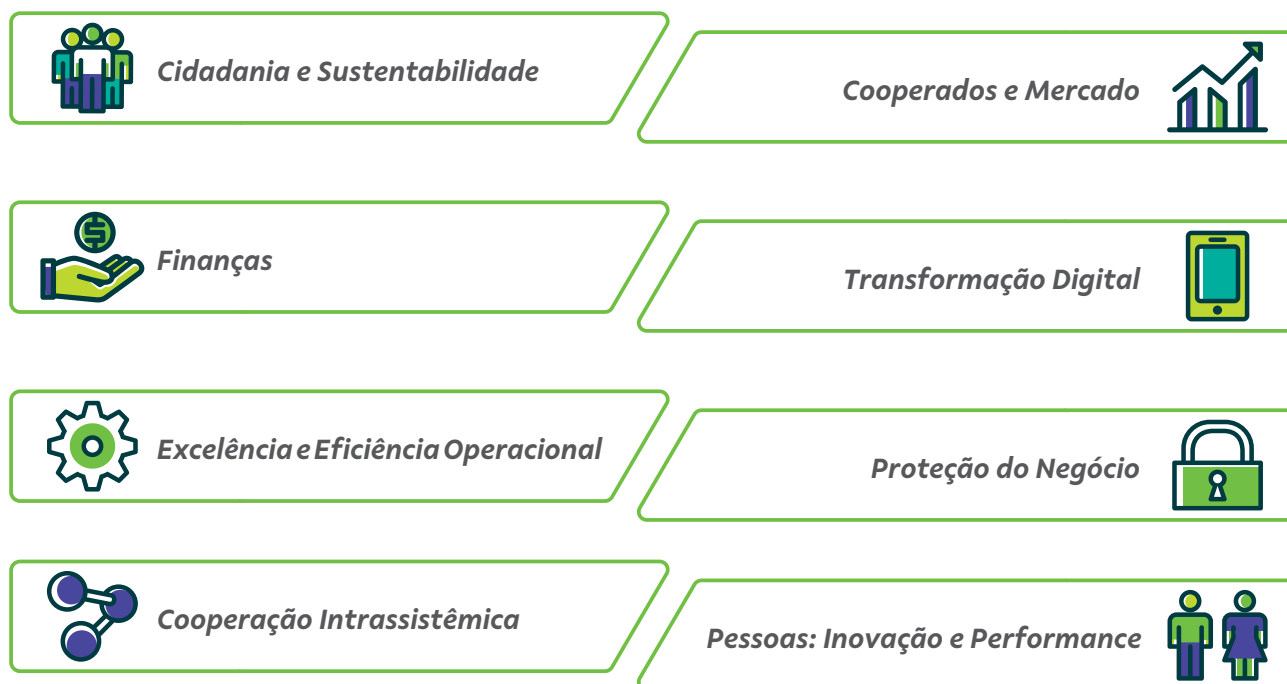 Cidadania e Sustentabilidade
Cooperados e Mercado
Finanças
Transformação Digital
Excelência e Eficiência Operacional
Proteção do Negócio
Cooperação Intrassistêmica
Pessoas: Inovação e Performance